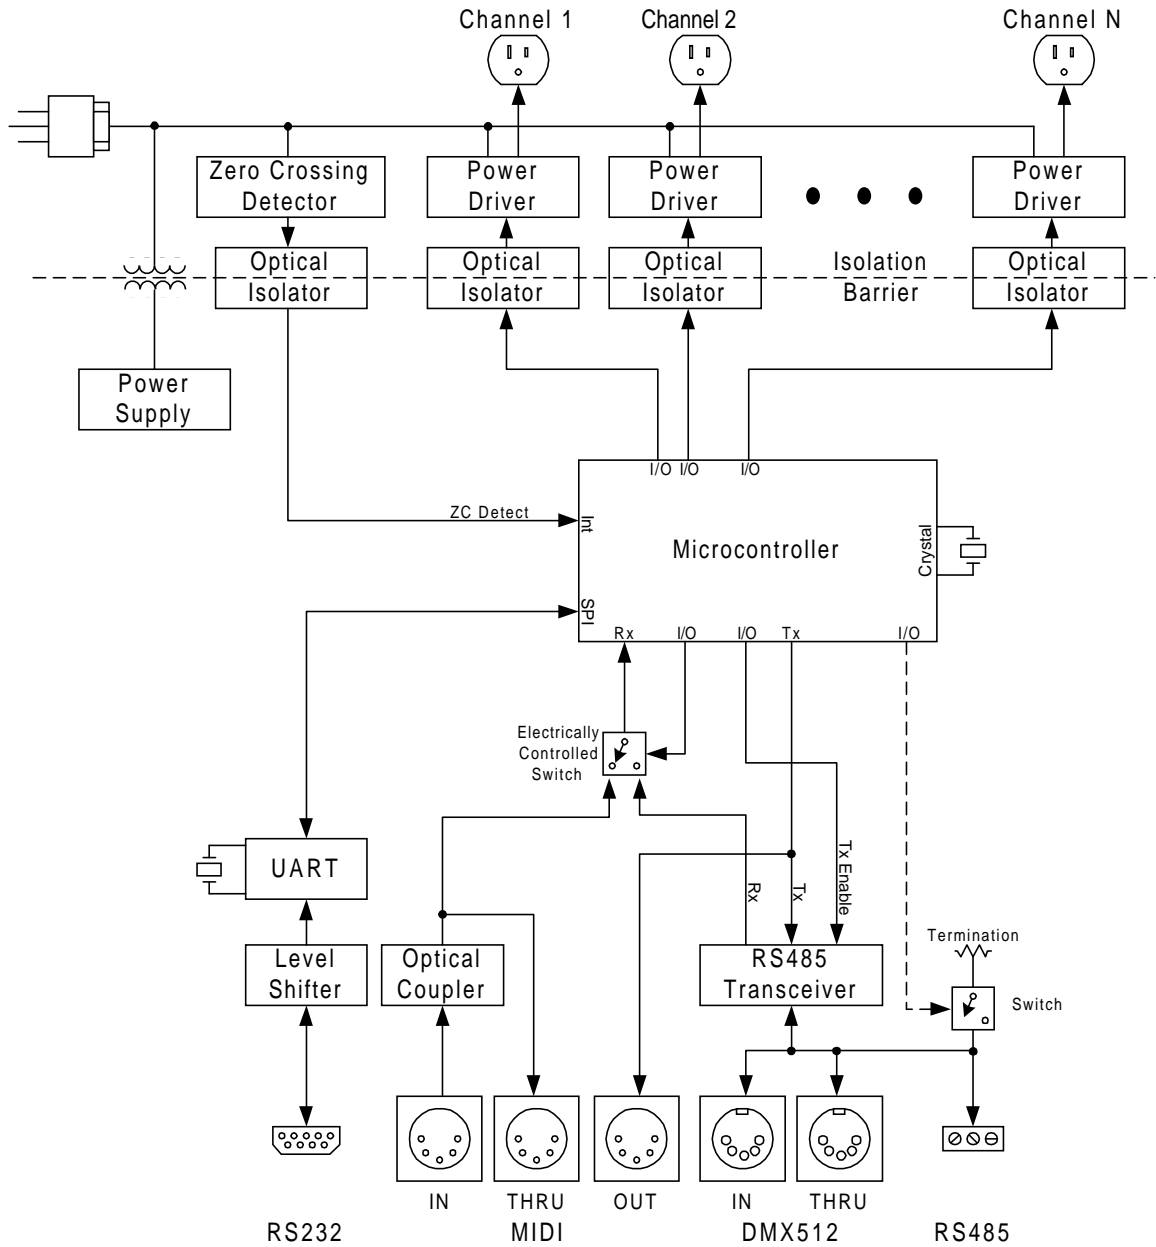 Channel 1
Channel 2
Channel N
Zero Crossing
Detector
Power
Driver
Power
Driver
Power
Driver
Optical
Isolator
Optical
Isolator
Optical
Isolator
Isolation
Barrier
Optical
Isolator
Power
Supply
I/O
I/O
I/O
ZC Detect
Int
Microcontroller
Crystal
SPI
Rx
I/O
I/O
Tx
I/O
Electrically
Controlled
Switch
UART
Rx
Tx
Tx Enable
Level
Shifter
Optical
Coupler
RS485
Transceiver
Termination
Switch
IN
THRU
OUT
IN
THRU
RS232
MIDI
DMX512
RS485